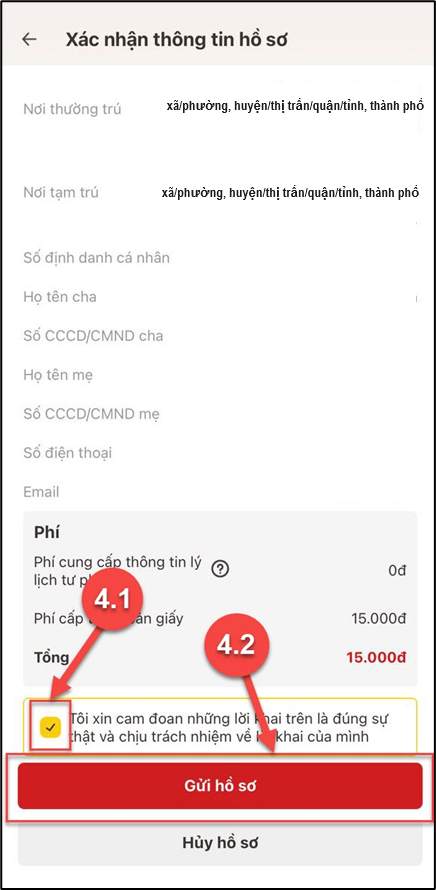 Xác nhận thông tin hồ sơ
Nơi thường trú
xã/phường, huyện/thị trấn/quận/tỉnh, thành phố
Nơi tạm trú
xã/phường, huyện/thị trấn/quận/tỉnh, thành phố
Số định danh cá nhân
Họ tên cha
Số CCCD/CMND cha
Họ tên mẹ
Số CCCD/CMND mẹ
Số điện thoại
Email
Phí
Phí cung cấp thông tin lý
lịch tư
0đ
4.1
Phí cấp giấy
15.000đ
4.2
Tổng
15.000đ
Tôi xin cam đoan những lời khai trên là đúng sự
thật và chịu trách nhiệm về khai của mình
Gửi hồ sơ
Hủy hồ sơ